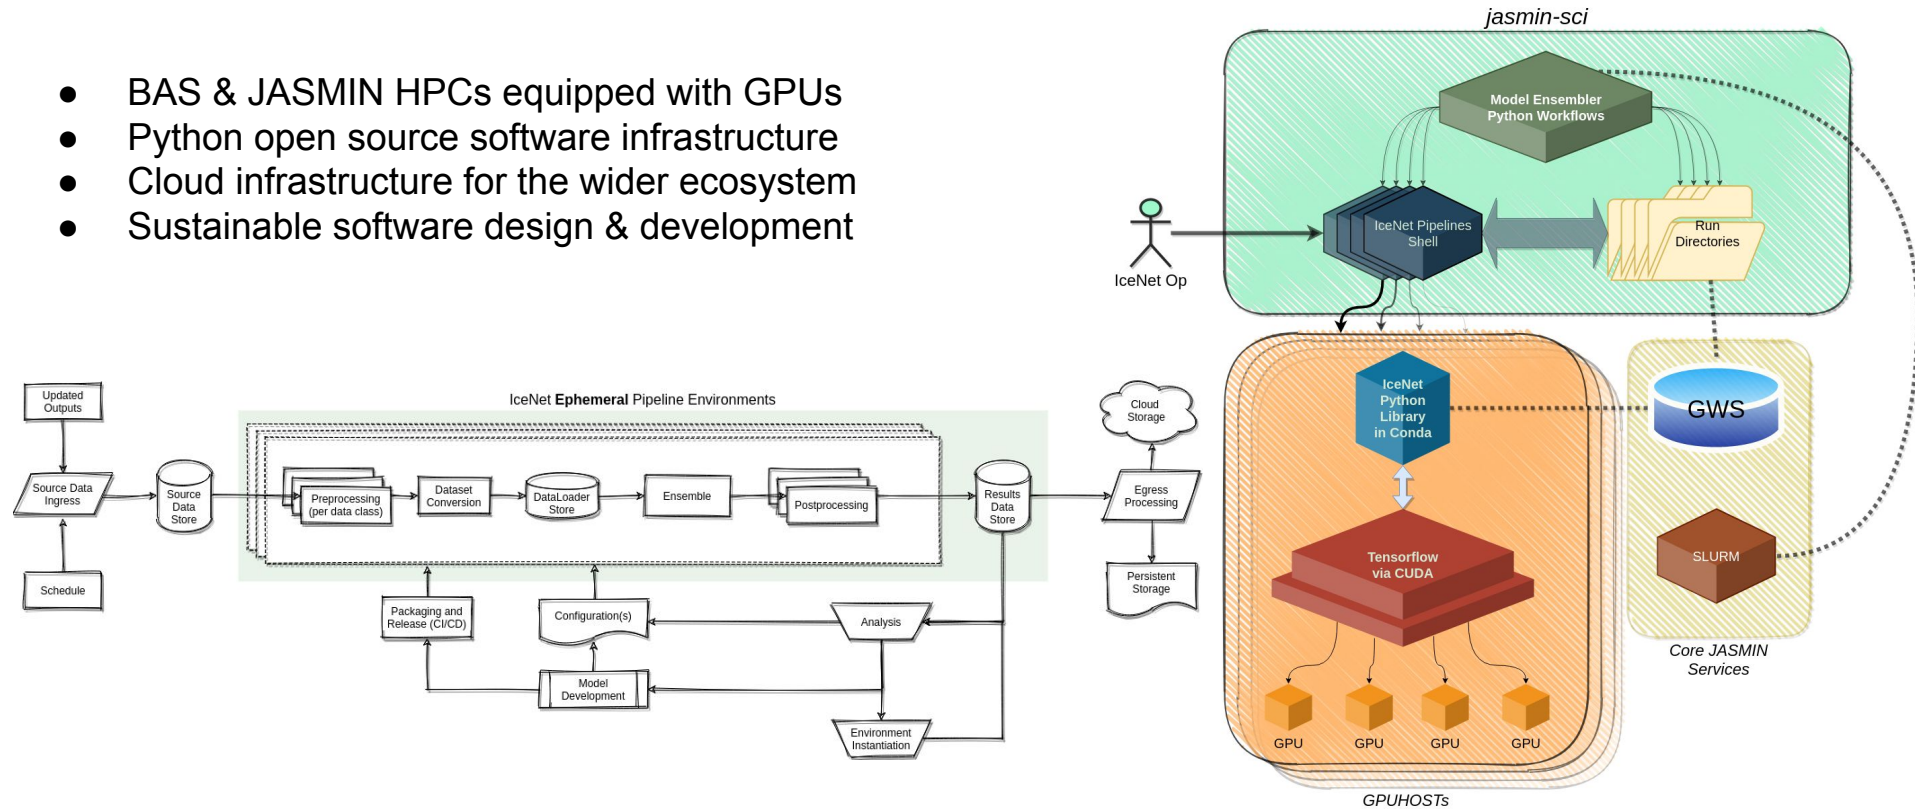 ● BAS & JASMIN HPCs equipped with GPUs
● Python open source software infrastructure
● Cloud infrastructure for the wider ecosystem
● Sustainable software design & development
jasmin-sci
Model Ensembler
Python Workflows
IceNet Op
IceNet Pipelines
Shell
Run
Directories
IceNet
Python
Library
in Conda
Tensorflow
via CUDA
GPU
GPU
GPU
GPU
GPUHOSTs
GWS
SLURM
Core JASMIN
Services
IceNet Ephemeral Pipeline Environments
Updated
Outputs
Source Data
Ingress
Schedule
Source
Data
Store
Preprocessing
(per data class)
Dataset
Conversion
DataLoader
Store
Ensemble
Postprocessing
Results
Data
Store
Cloud
Storage
Egress
Processing
Persistent
Storage
Packaging and
Release (CI/CD)
Configuration(s)
Analysis
Model
Development
Environment
Instantiation